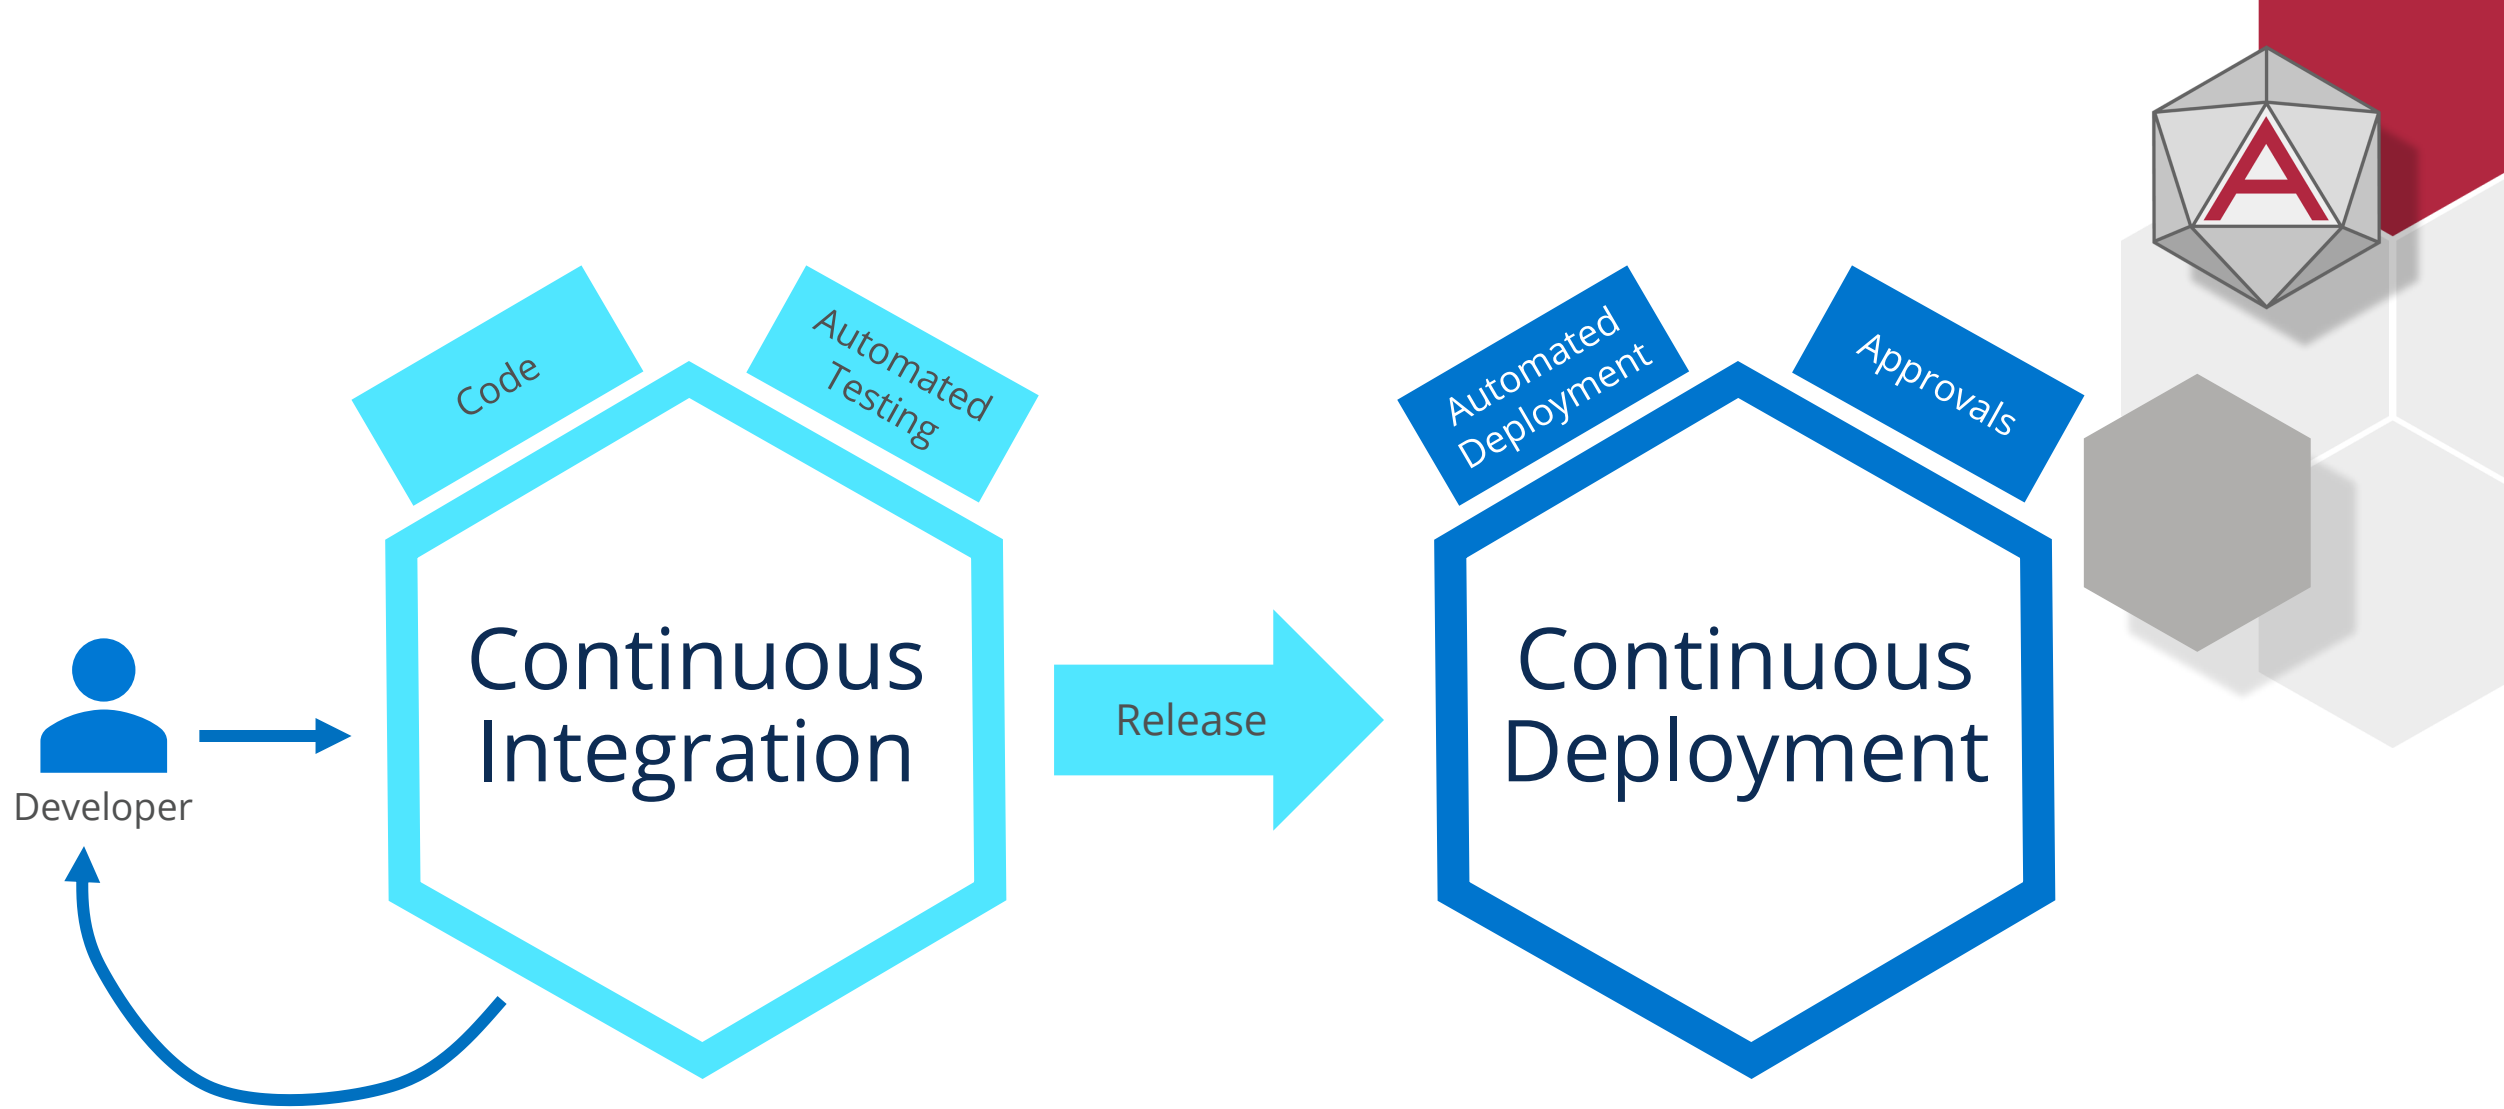 Code
Automated
Testing
Automated
Deployment
Approvals
A
Continuous
Integration
Release
Continuous
Deployment
Developer